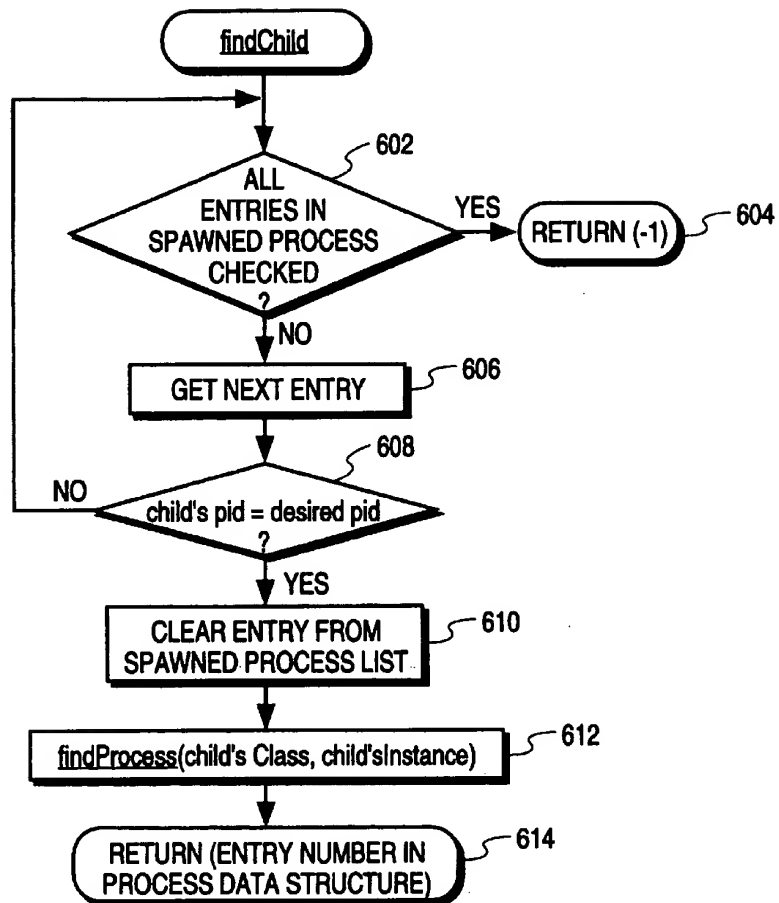 findChild
602
ALL
ENTRIES IN
SPAWNED PROCESS
CHECKED
?
YES
RETURN (-1)
604
NO
GET NEXT ENTRY
606
608
NO
child's pid = desired pid
?
YES
CLEAR ENTRY FROM
SPAWNED PROCESS LIST
610
findProcess(child's Class, child'sInstance)
612
RETURN (ENTRY NUMBER IN
PROCESS DATA STRUCTURE)
614